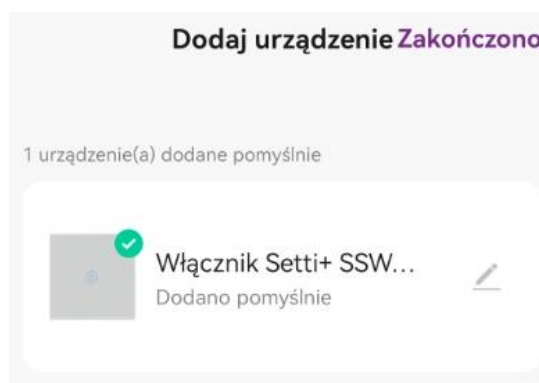 Dodaj urządzenie Zakończono
1 urządzenie(a) dodane pomyślnie
Włącznik Setti+ SSW...
Dodano pomyślnie